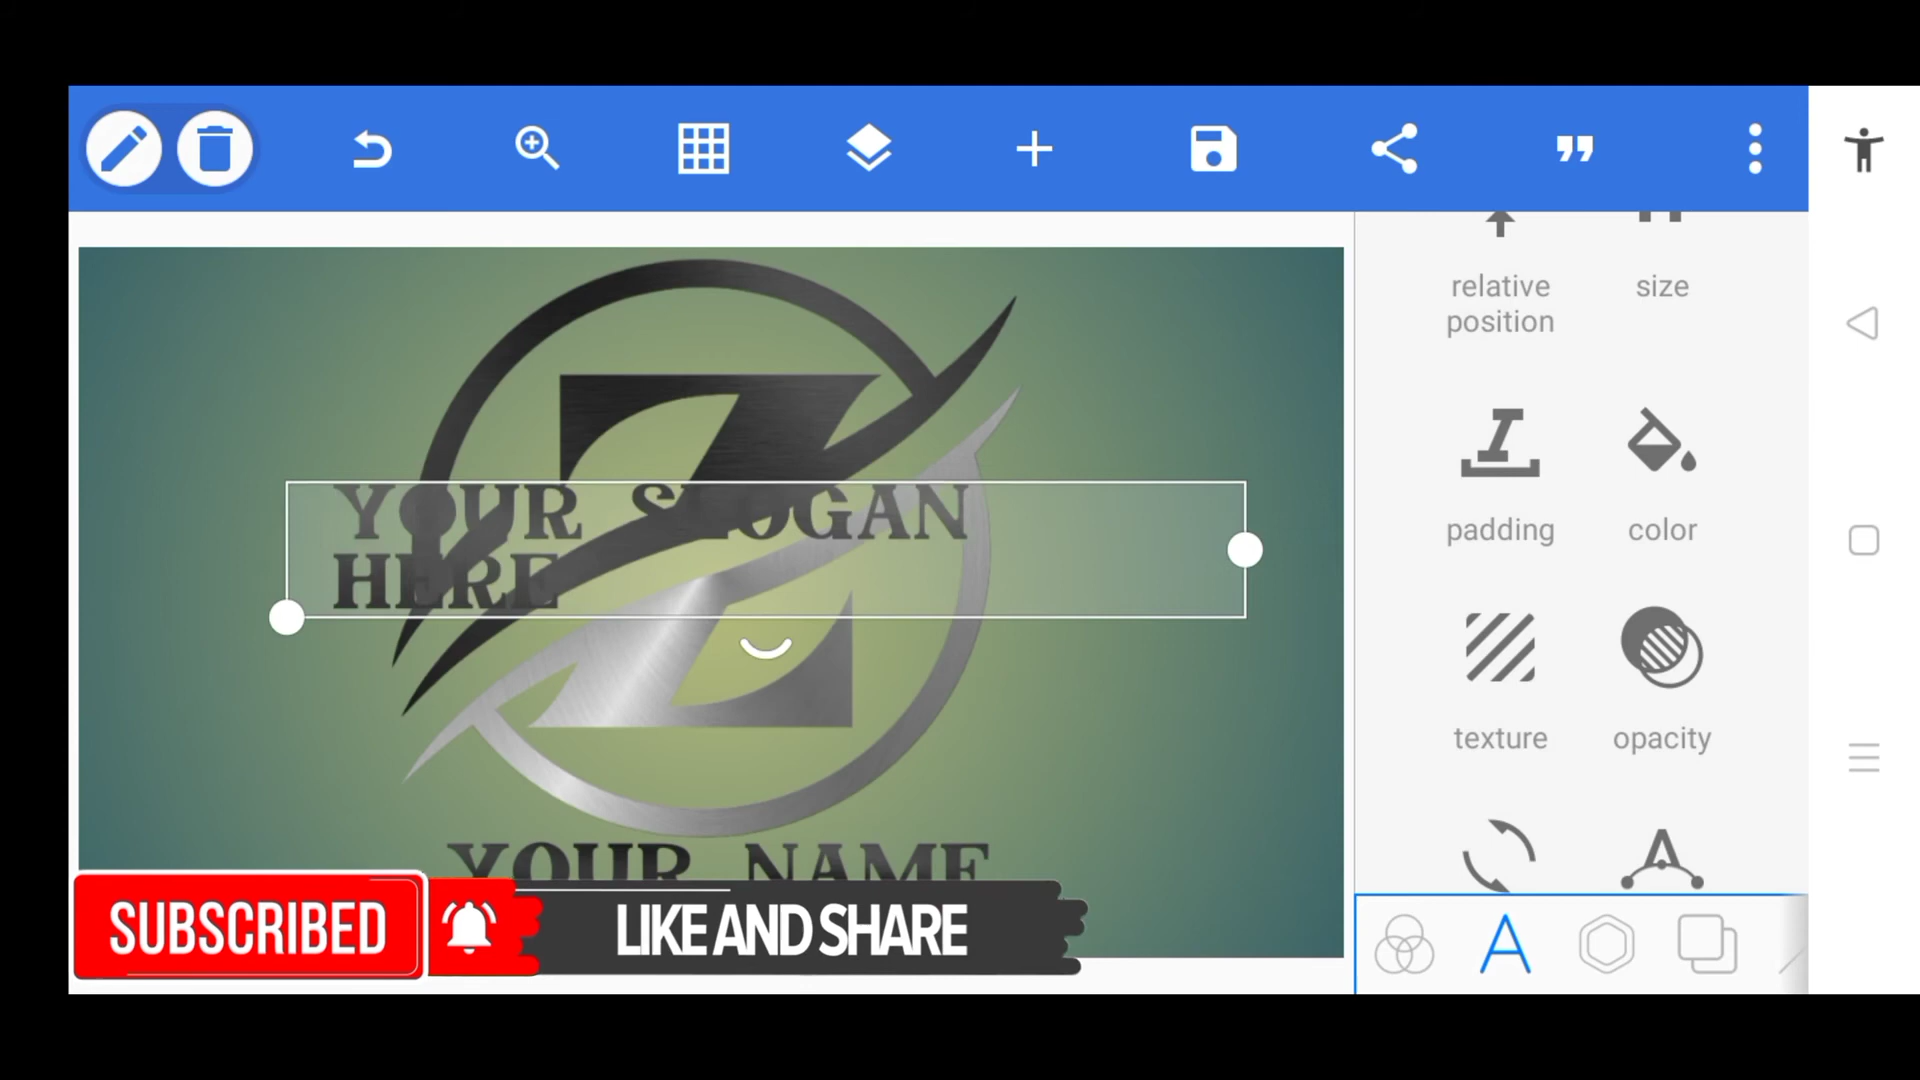 relative
position
size
padding
color
texture
opacity
Z
YOUR SLOGAN
HERE
YOUR NAME
SUBSCRIBED
LIKE AND SHARE